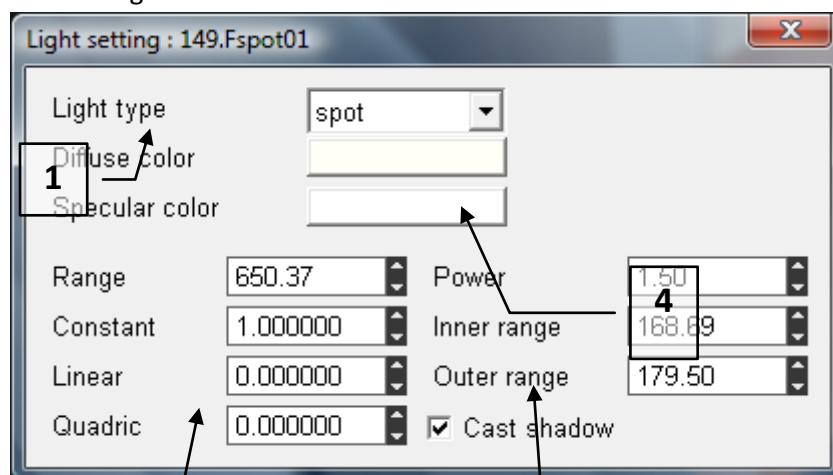 Light setting : 149.Fspot01
Light type spot
Diffuse color
1
Specular color
Range 650.37 Power 1.50
4
Constant 1.000000 Inner range 168.69
Linear 0.000000 Outer range 179.50
Quadric 0.000000 Cast shadow